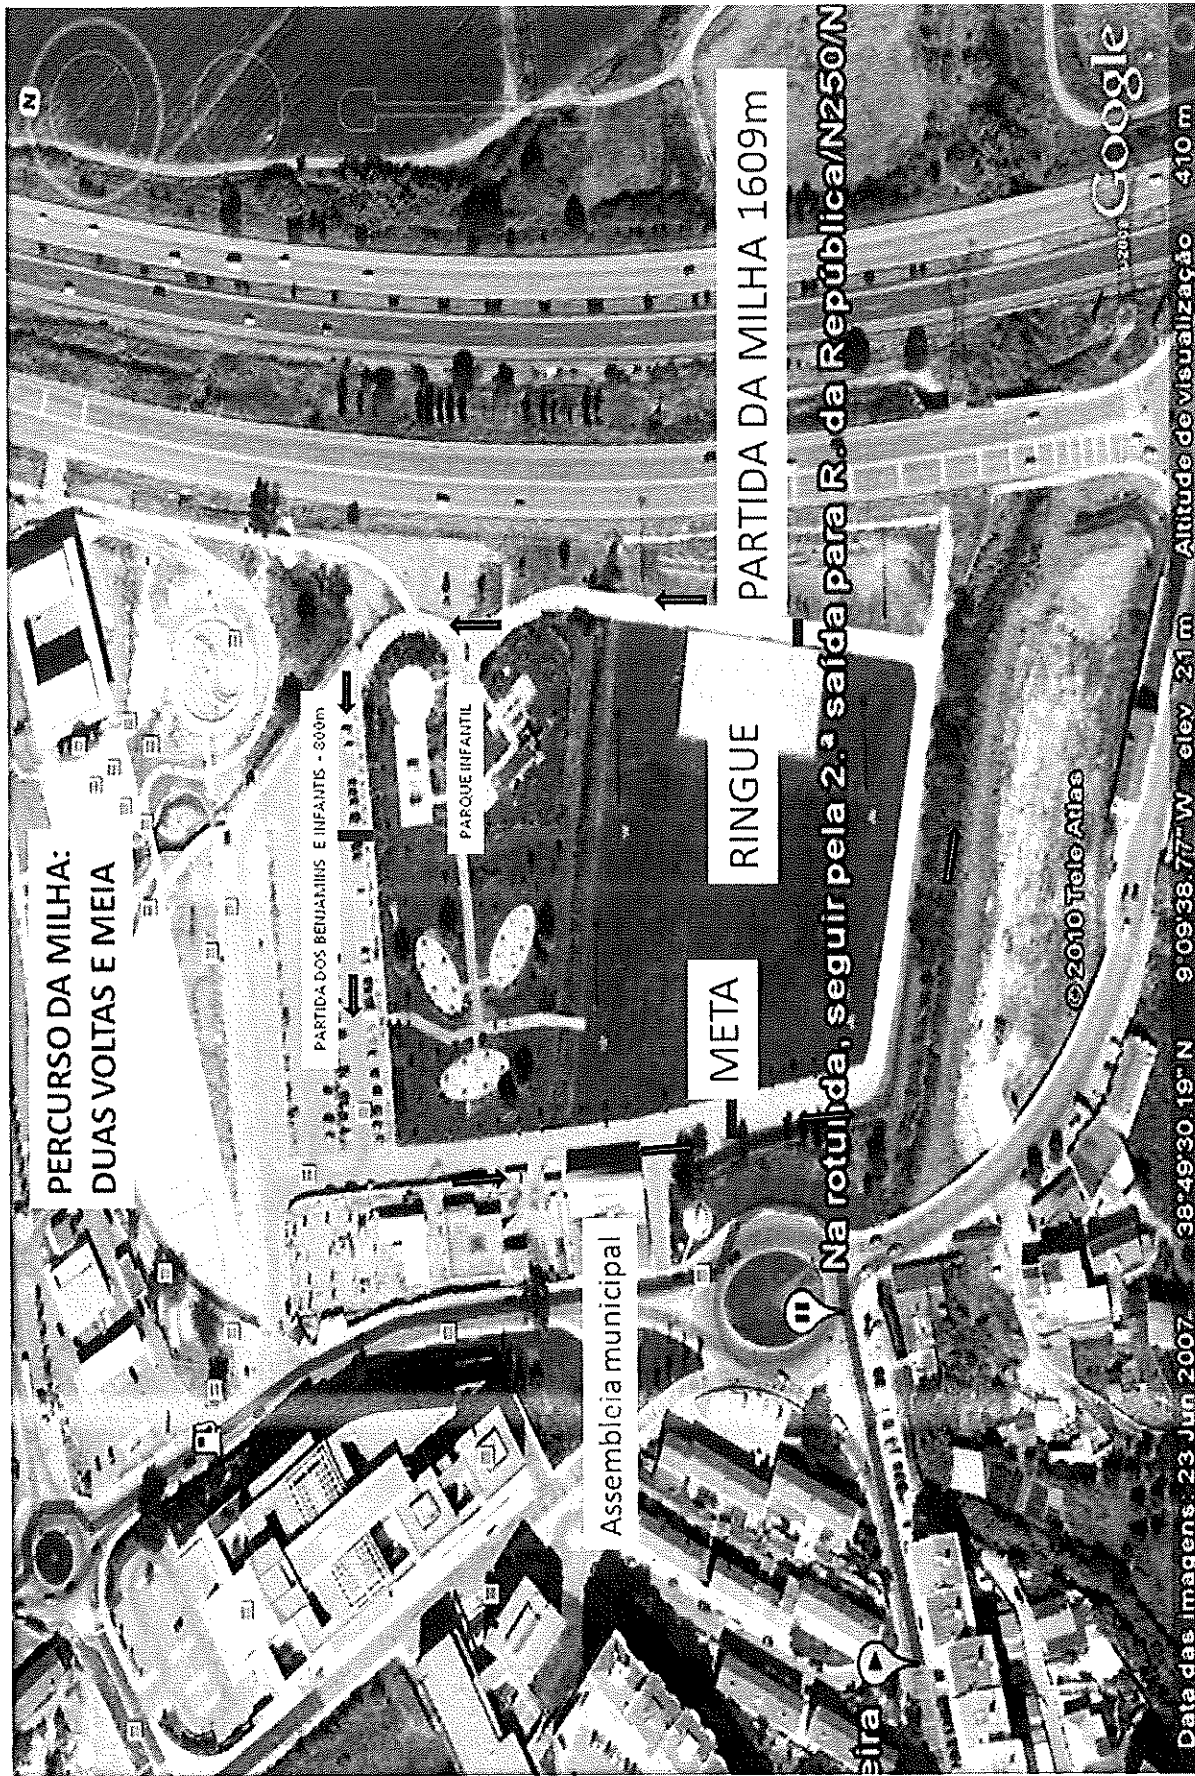 PERCURSO DA MILHA:
DUAS VOLTAS E MEIA
PARTIDA DOS BENJAMINS E INFANTIS - 800m
PARQUE INFANTIL
Assembleia municipal
META
RINGUE
PARTIDA DA MILHA 1609m
Na rotunda, seguir pela 2.ª saída para R. da República/N250/N
eira
©2010 Tele Atlas
©2011 Google
Data das imagens: 23 Jun 2007 38°49'30.19" N 9°09'38.77" W elev 21 m Altitude de visualização 410 m
N